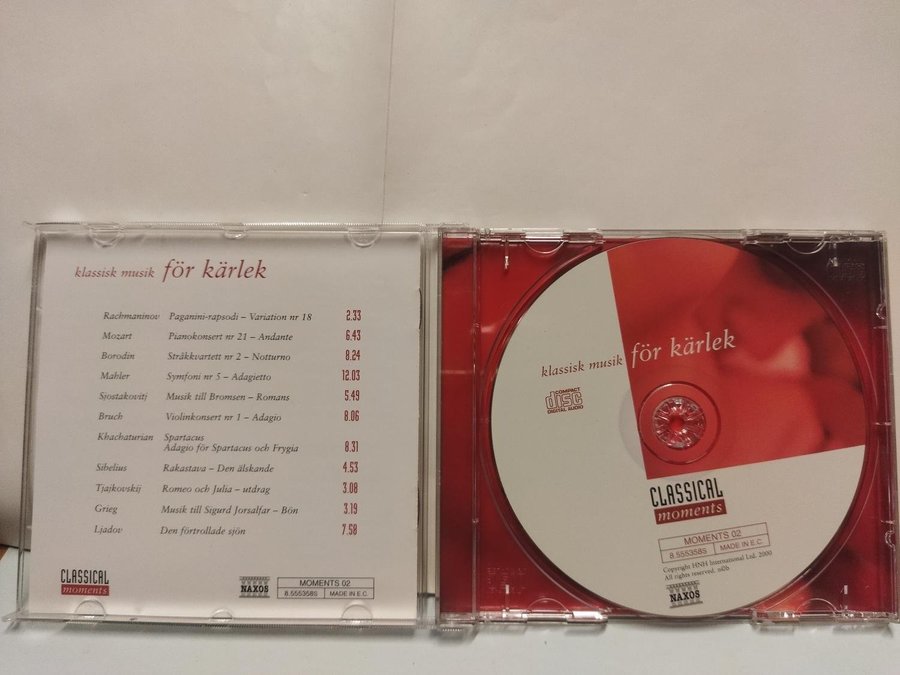 klassisk musik för kärlek
Rachmaninov Paganini-rapsodi – Variation nr 18 2.33
Mozart Pianokonsert nr 21 – Andante 6.43
Borodin Stråkkvartett nr 2 – Notturno 8.24
Mahler Symfoni nr 5 – Adagietto 12.03
Sjostakovitj Musik till Bromsen – Romans 5.49
Bruch Violinkonsert nr 1 – Adagio 8.06
Khachaturian Spartacus
Adagio för Spartacus och Frygia 8.31
Sibelius Rakastava – Den älskande 4.53
Tjajkovskij Romeo och Julia – utdrag 3.08
Grieg Musik till Sigurd Jorsalfar – Bön 3.19
Ljadov Den förtrollade sjön 7.58
CLASSICAL
moments
NAXOS
MOMENTS 02
8.555358S MADE IN E.C.
klassisk musik för kärlek
COMPACT
disc
DIGITAL AUDIO
CLASSICAL
moments
MOMENTS 02
8.555358S MADE IN E.C.
Copyright HNH International Ltd. 2000
All rights reserved. n©b
NAXOS